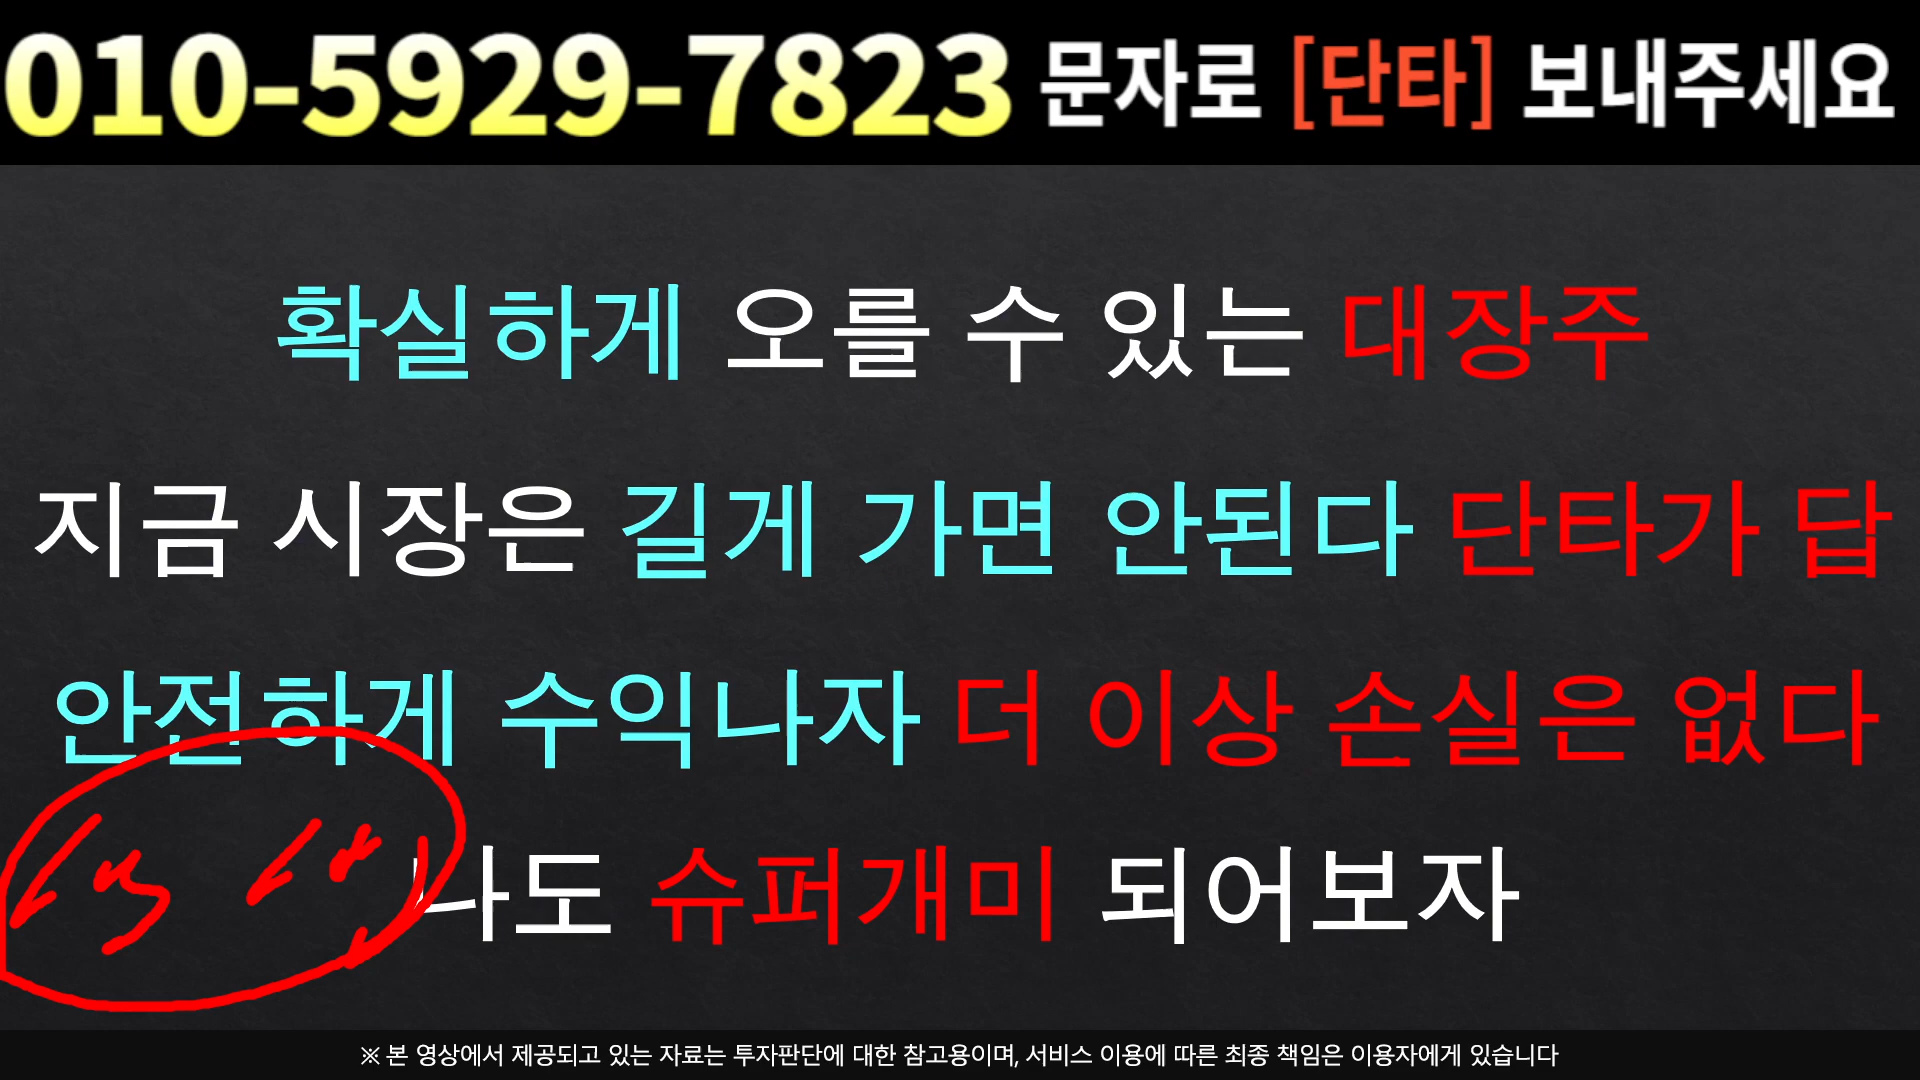 010-5929-7823 문자로 [단타] 보내주세요
확실하게 오를 수 있는 대장주
지금 시장은 길게 가면 안된다 단타가 답
안전하게 수익나자 더 이상 손실은 없다
나도 슈퍼개미 되어보자
※ 본 영상에서 제공되고 있는 자료는 투자판단에 대한 참고용이며, 서비스 이용에 따른 최종 책임은 이용자에게 있습니다